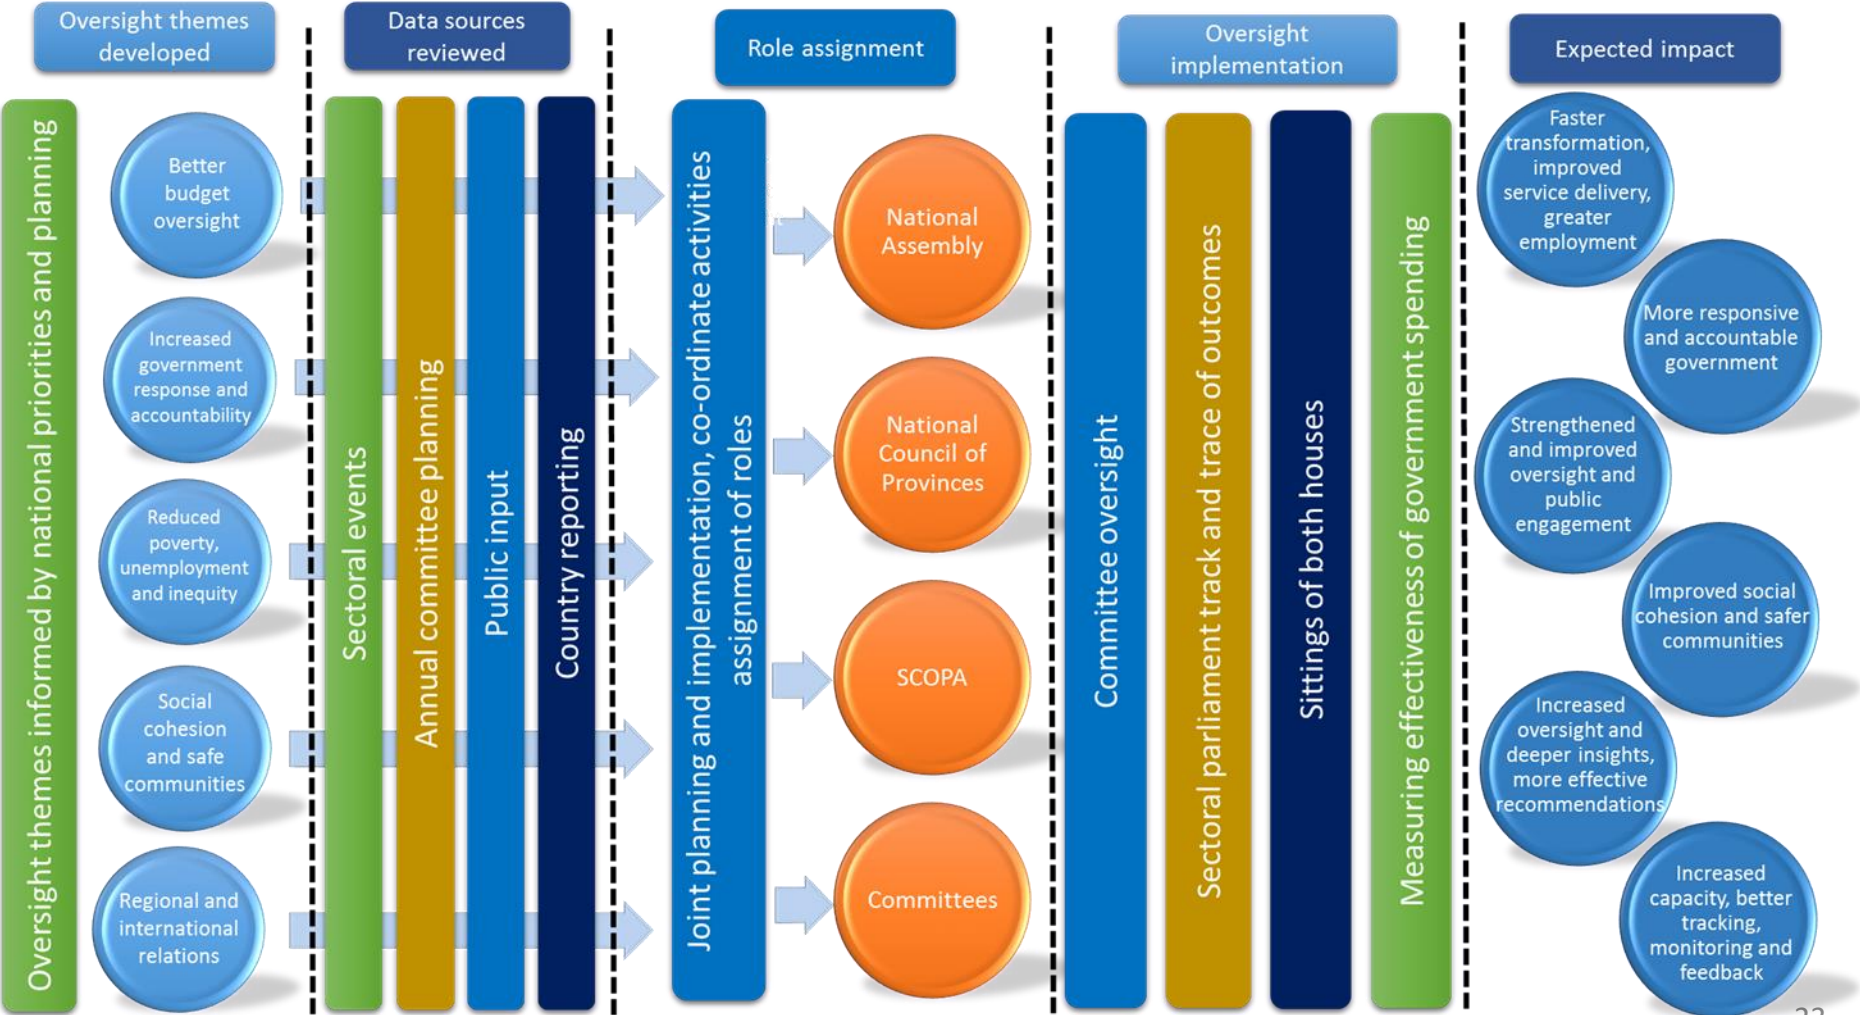 Oversight themes
developed
Oversight themes informed by national priorities and planning
Better
budget
oversight
Increased
government
response and
accountability
Reduced
poverty,
unemployment
and inequity
Social
cohesion
and safe
communities
Regional and
international
relations
Data sources
reviewed
Sectoral events
Annual committee planning
Public input
Country reporting
Role assignment
Joint planning and implementation, co-ordinate activities
assignment of roles
National
Assembly
National
Council of
Provinces
SCOPA
Committees
Oversight
implementation
Committee oversight
Sectoral parliament track and trace of outcomes
Sittings of both houses
Measuring effectiveness of government spending
Expected impact
Faster
transformation,
improved
service delivery,
greater
employment
More responsive
and accountable
government
Strengthened
and improved
oversight and
public
engagement
Improved social
cohesion and safer
communities
Increased
oversight and
deeper insights,
more effective
recommendations
Increased
capacity, better
tracking,
monitoring and
feedback